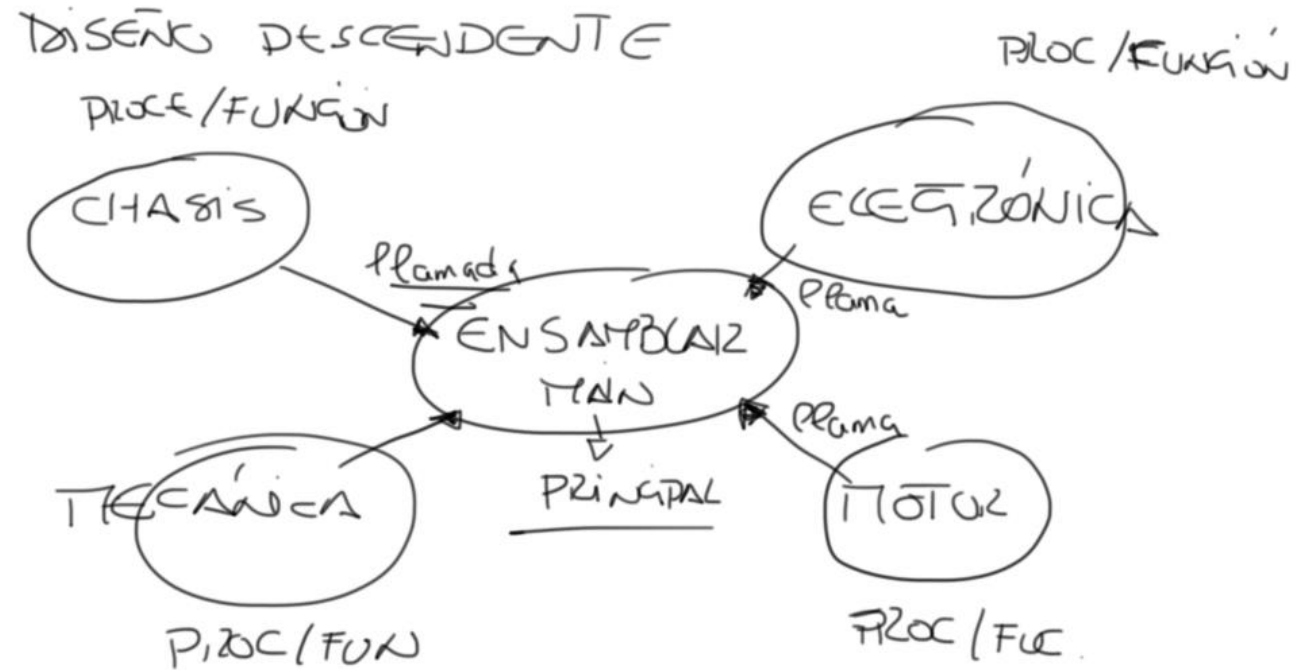 DISEÑO DESCENDENTE
PROC/FUNCIÓN
PROCE/FUNCIÓN
CHASIS
ELECTRÓNICA
llamada
llama
ENSAMBLAR
MAIN
llama
PRINCIPAL
MECÁNICA
MOTOR
PROC/FUN
PROC/FUC